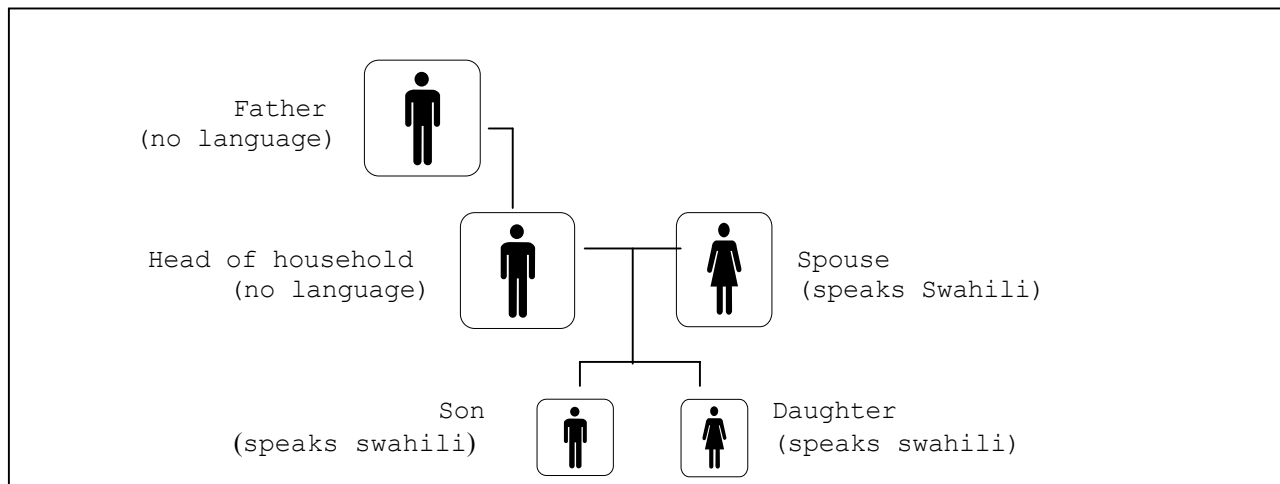 Father
(no language)
Head of household
(no language)
Spouse
(speaks Swahili)
Son
(speaks swahili)
Daughter
(speaks swahili)